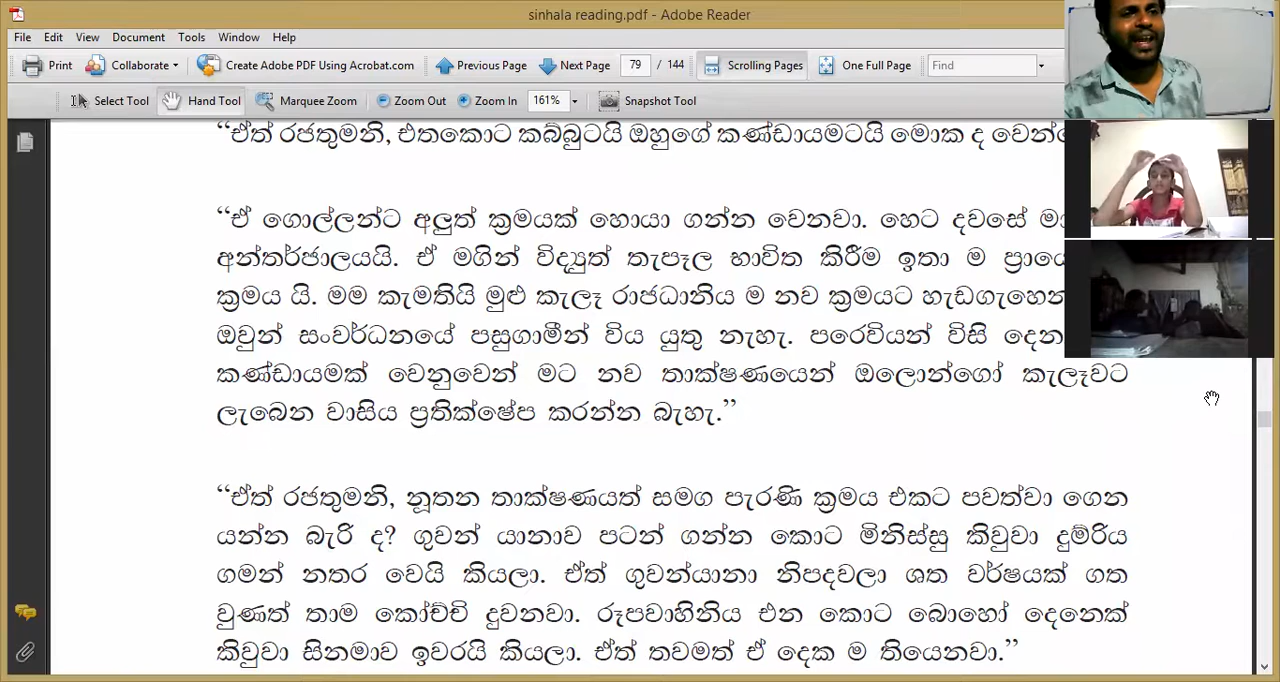 sinhala reading.pdf - Adobe Reader
File Edit View Document Tools Window Help
Print Collaborate Create Adobe PDF Using Acrobat.com Previous Page Next Page 79 / 144 Scrolling Pages One Full Page Find
Select Tool Hand Tool Marquee Zoom Zoom Out Zoom In 161% Snapshot Tool
“ඒත් රජතුමනි, එතකොට කබ්බුටයි ඔහුගේ කණ්ඩායමටයි මොක ද
“ඒ ගොල්ලන්ට අලුත් ක්‍රමයක් හොයා ගන්න වෙනවා. හෙට දවසේ
අන්තර්ජාලයයි. ඒ මගින් විද්‍යුත් තැපෑල භාවිත කිරීම ඉතා ම
ක්‍රමය යි. මම කැමතියි මුළු කැලෑ රාජධානිය ම නව ක්‍රමයට
ඔවුන් සංවර්ධනයේ පසුගාමීන් විය යුතු නැහැ. පරෙවියන් විසි
කණ්ඩායමක් වෙනුවෙන් මට නව තාක්ෂණයෙන් ඔලොන්ගෝ කැලෑවට
ලැබෙන වාසිය ප්‍රතික්ෂේප කරන්න බැහැ.”
“ඒත් රජතුමනි, නූතන තාක්ෂණයත් සමග පැරණි ක්‍රමය එකට පවත්වා ගෙන
යන්න බැරි ද? ගුවන් යානාව පටන් ගන්න කොට මිනිස්සු කිවුවා දුම්රිය
ගමන් නතර වෙයි කියලා. ඒත් ගුවන්යානා නිපදවලා ශත වර්ෂයක් ගත
වුණත් තාම කෝච්චි දුවනවා. රූපවාහිනිය එන කොට බොහෝ දෙනෙක්
කිවුවා සිනමාව ඉවරයි කියලා. ඒත් තවමත් ඒ දෙක ම තියෙනවා.”